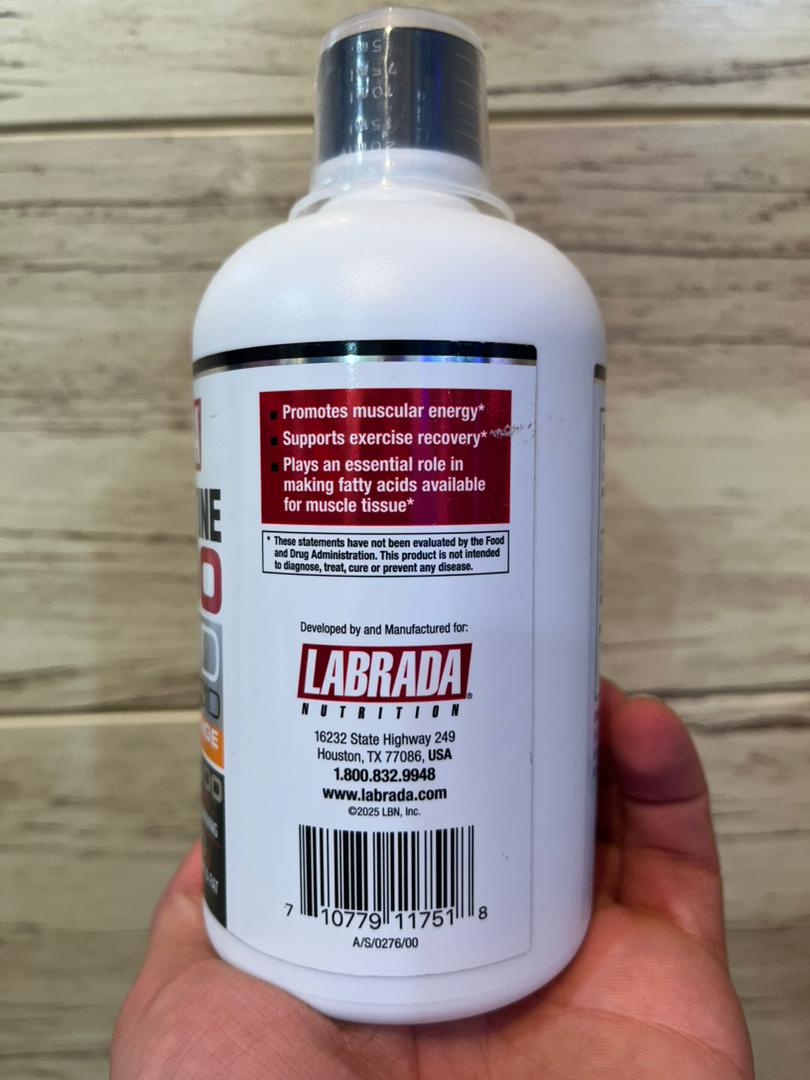 Promotes muscular energy*
Supports exercise recovery*
Plays an essential role in
making fatty acids available
for muscle tissue*
* These statements have not been evaluated by the Food
and Drug Administration. This product is not intended
to diagnose, treat, cure or prevent any disease.
Developed by and Manufactured for:
LABRADA®
NUTRITION
16232 State Highway 249
Houston, TX 77086, USA
1.800.832.9948
www.labrada.com
©2025 LBN, Inc.
7 10779 11751 8
A/S/0276/00